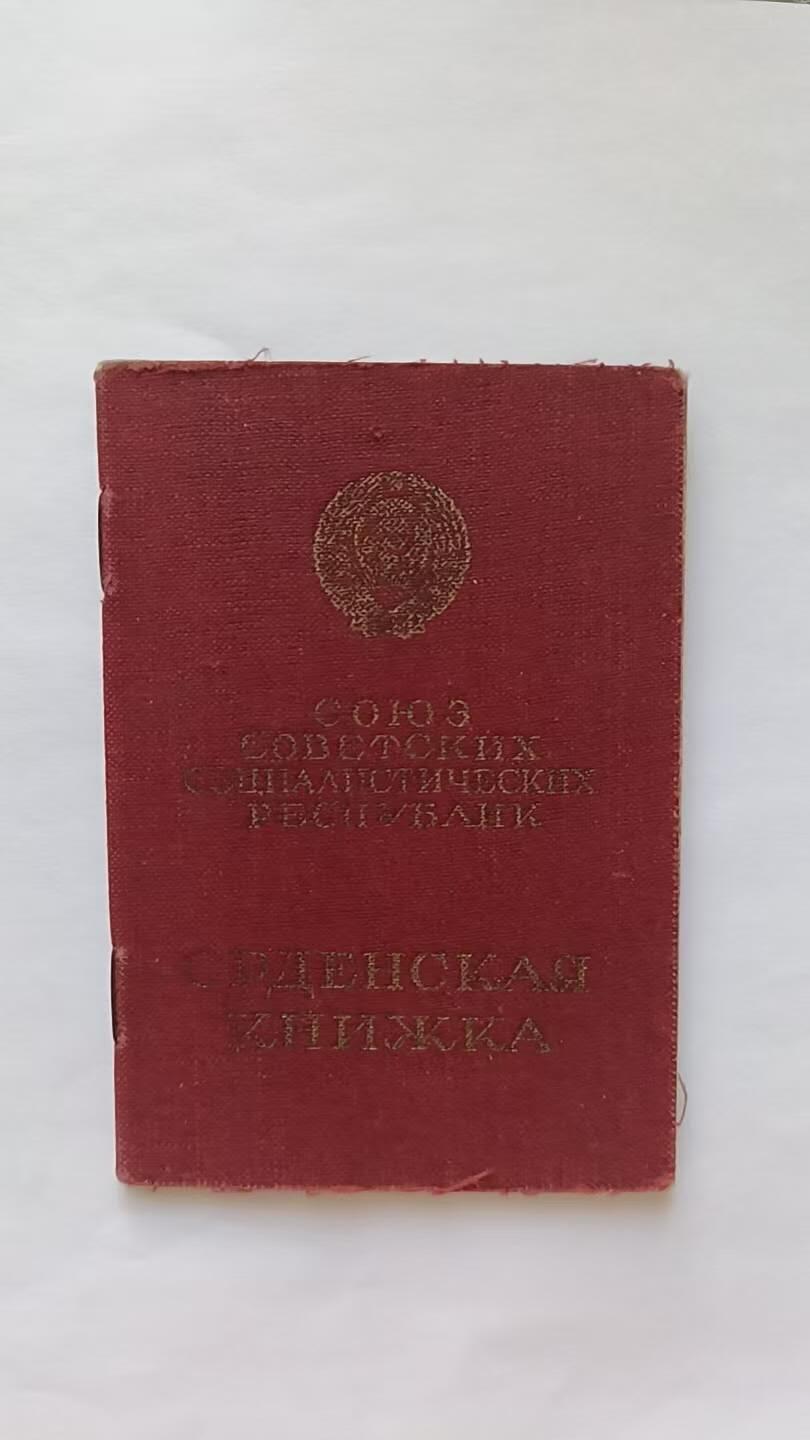 СОЮЗ
СОВЕТСКИХ
СОЦИАЛИСТИЧЕСКИХ
РЕСПУБЛИК
ОРДЕНСКАЯ
КНИЖКА